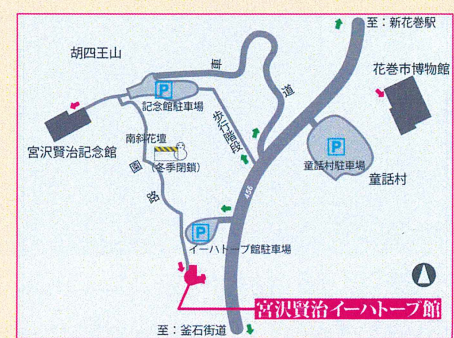 至：新花巻駅
胡四王山
車
道
花巻市博物館
P
記念館駐車場
歩行階段
宮沢賢治記念館
南斜花壇
（冬季閉鎖）
園
路
P
童話村駐車場
童話村
456
P
イーハトーブ館駐車場
宮沢賢治イーハトーブ館
至：釜石街道